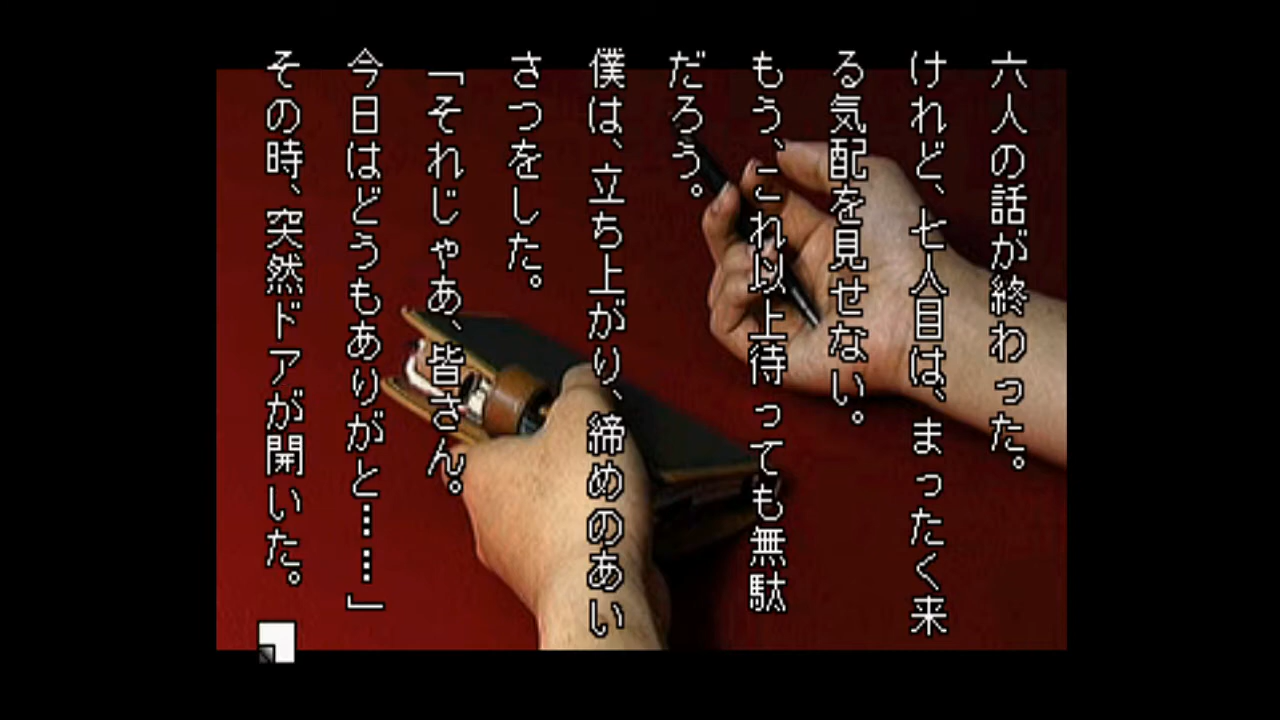 六人の話が終わった。
けれど、七人目は、まったく来
る気配を見せない。
もう、これ以上待っても無駄
だろう。
僕は、立ち上がり、締めのあい
さつをした。
「それじゃあ、皆さん。
今日はどうもありがと……」
その時、突然ドアが開いた。